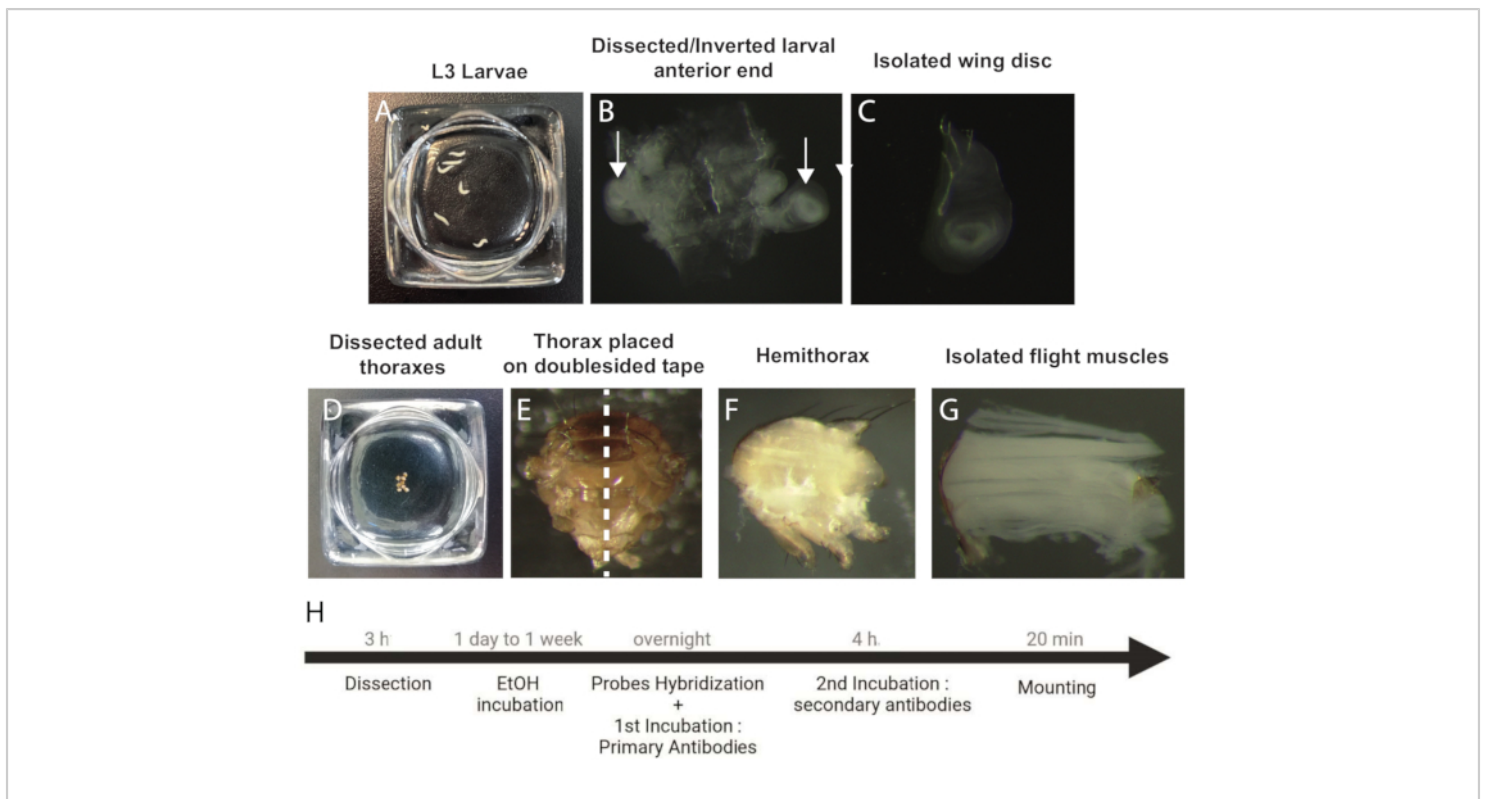 L3 Larvae
Dissected/Inverted larval
anterior end
Isolated wing disc
A
B
C
Dissected adult
thoraxes
Thorax placed
on doublesided tape
Hemithorax
Isolated flight muscles
D
E
F
G
H
3 h
1 day to 1 week
overnight
4 h.
20 min
Dissection
EtOH
incubation
Probes Hybridization
+
1st Incubation :
Primary Antibodies
2nd Incubation :
secondary antibodies
Mounting